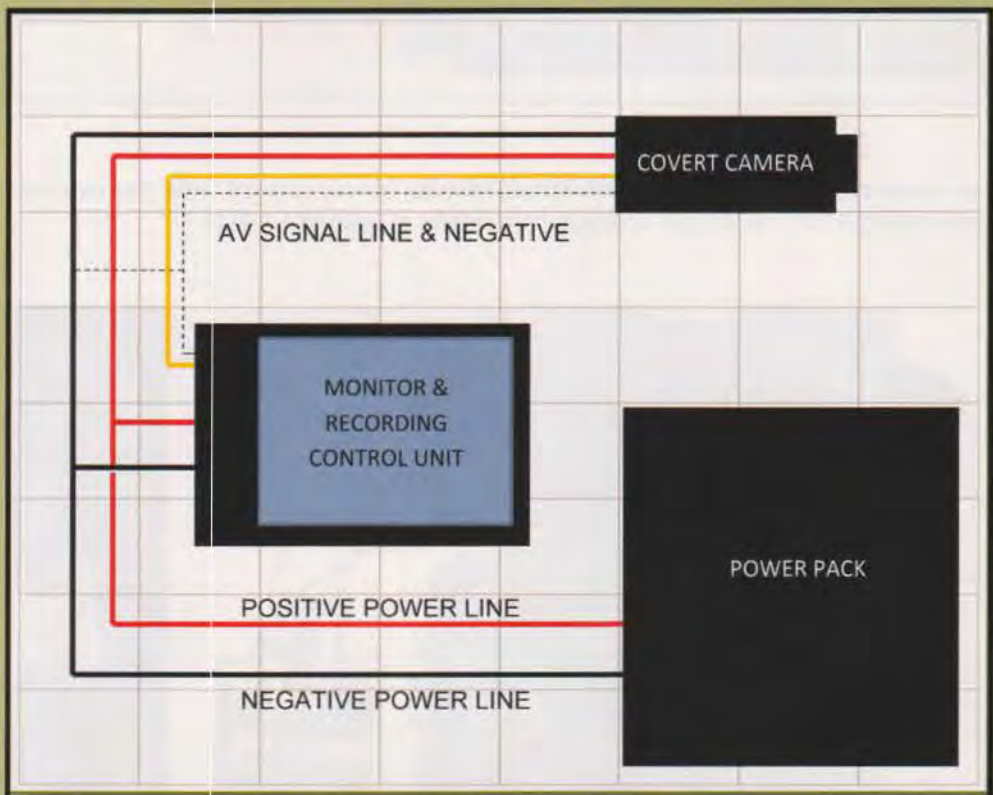 COVERT CAMERA
AV SIGNAL LINE & NEGATIVE
MONITOR &
RECORDING
CONTROL UNIT
POWER PACK
POSITIVE POWER LINE
NEGATIVE POWER LINE